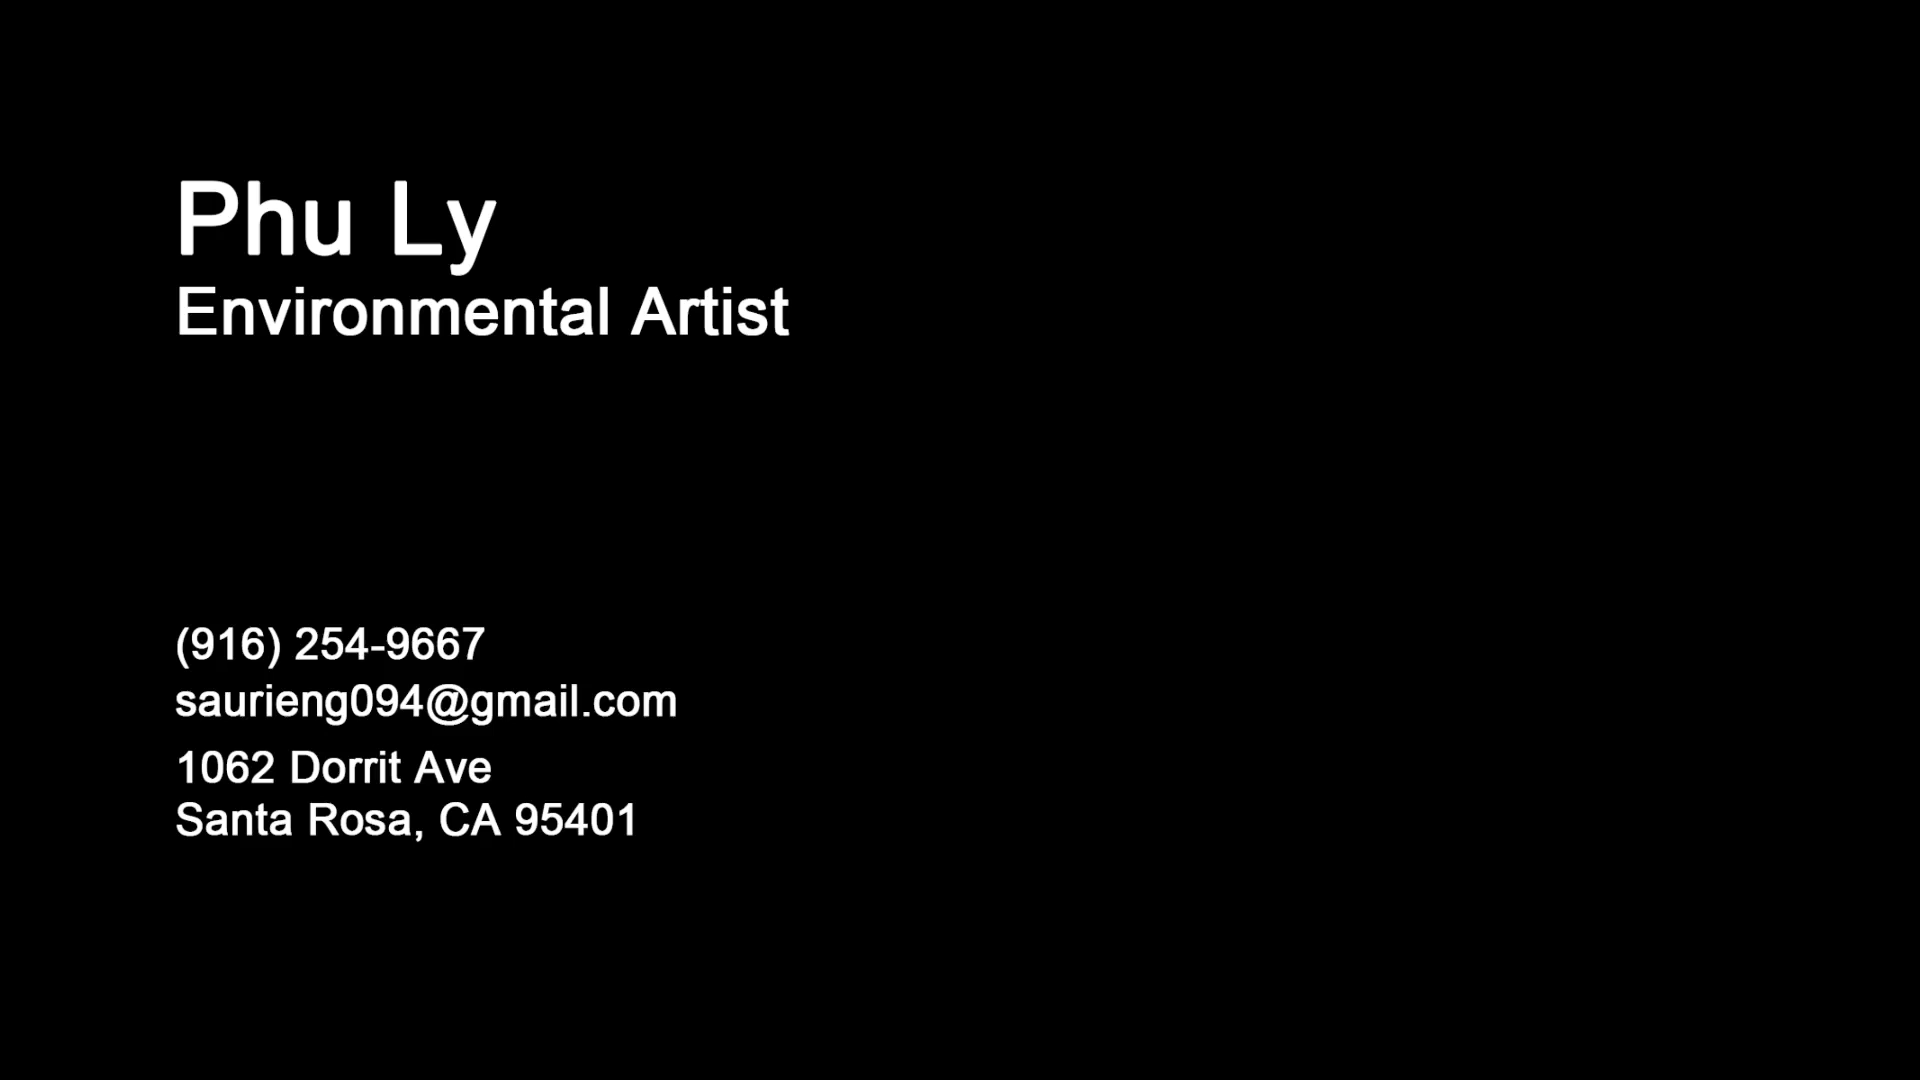 Phu Ly
Environmental Artist
(916) 254-9667
saurieng094@gmail.com
1062 Dorrit Ave
Santa Rosa, CA 95401